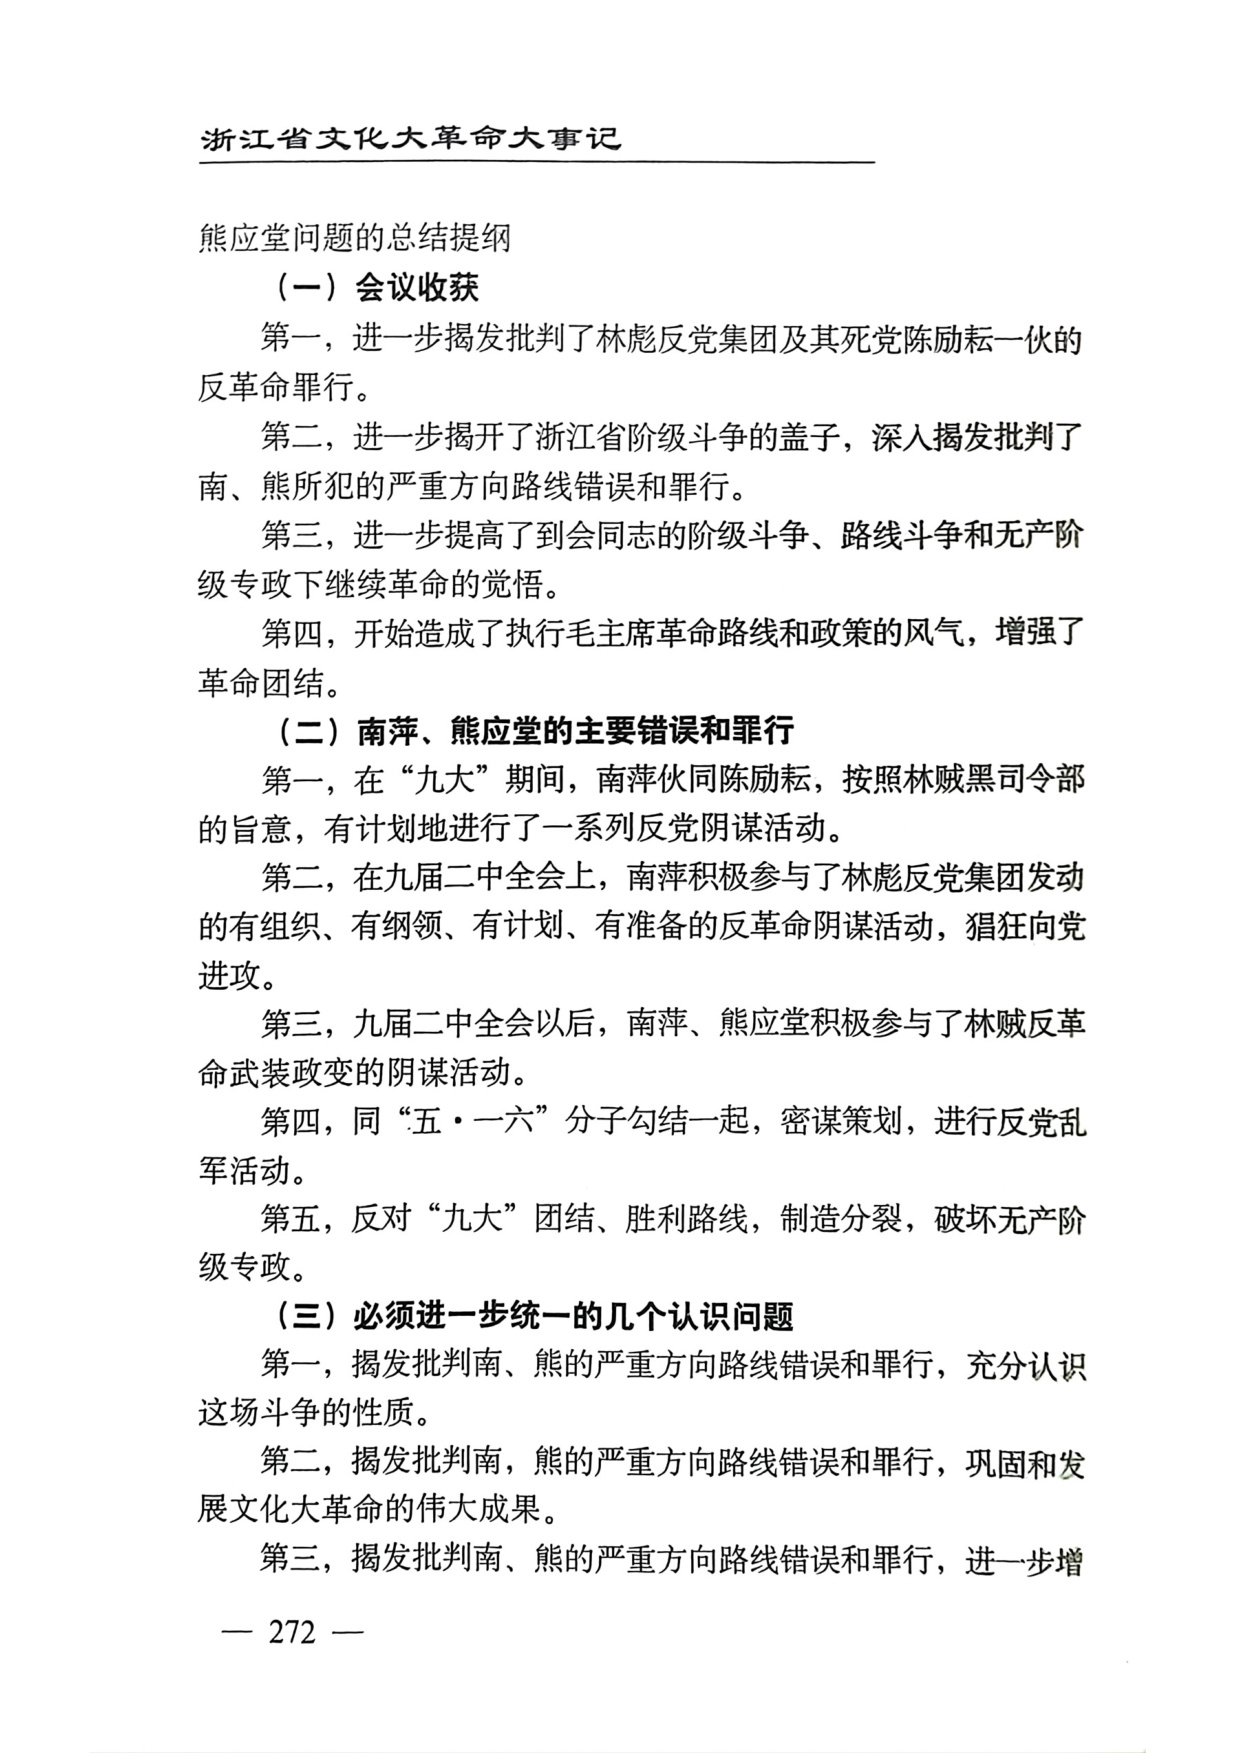 浙江省文化大革命大事记
熊应堂问题的总结提纲
（一）会议收获
第一，进一步揭发批判了林彪反党集团及其死党陈励耘一伙的
反革命罪行。
第二，进一步揭开了浙江省阶级斗争的盖子，深入揭发批判了
南、熊所犯的严重方向路线错误和罪行。
第三，进一步提高了到会同志的阶级斗争、路线斗争和无产阶
级专政下继续革命的觉悟。
第四，开始造成了执行毛主席革命路线和政策的风气，增强了
革命团结。
（二）南萍、熊应堂的主要错误和罪行
第一，在“九大”期间，南萍伙同陈励耘，按照林贼黑司令部
的旨意，有计划地进行了一系列反党阴谋活动。
第二，在九届二中全会上，南萍积极参与了林彪反党集团发动
的有组织、有纲领、有计划、有准备的反革命阴谋活动，猖狂向党
进攻。
第三，九届二中全会以后，南萍、熊应堂积极参与了林贼反革
命武装政变的阴谋活动。
第四，同“五·一六”分子勾结一起，密谋策划，进行反党乱
军活动。
第五，反对“九大”团结、胜利路线，制造分裂，破坏无产阶
级专政。
（三）必须进一步统一的几个认识问题
第一，揭发批判南、熊的严重方向路线错误和罪行，充分认识
这场斗争的性质。
第二，揭发批判南，熊的严重方向路线错误和罪行，巩固和发
展文化大革命的伟大成果。
第三，揭发批判南、熊的严重方向路线错误和罪行，进一步增
— 272 —